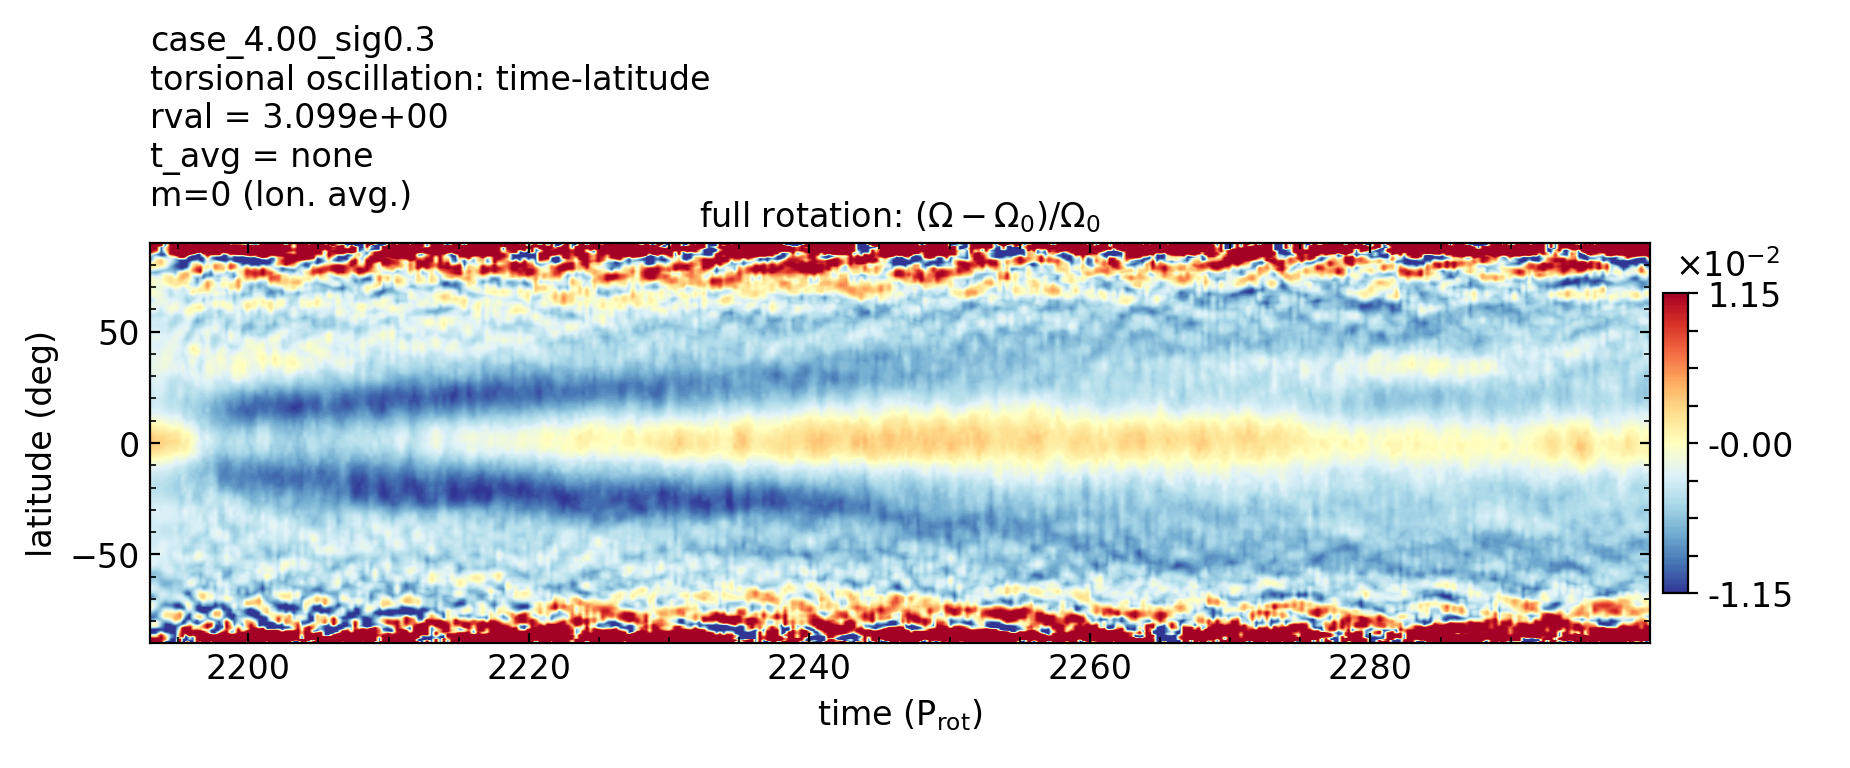 case_4.00_sig0.3
torsional oscillation: time-latitude
rval = 3.099e+00
t_avg = none
m=0 (lon. avg.)
full rotation: (Ω − Ω₀)/Ω₀
×10⁻²
1.15
-0.00
-1.15
latitude (deg)
50
0
−50
2200
2220
2240
2260
2280
time (P_rot)